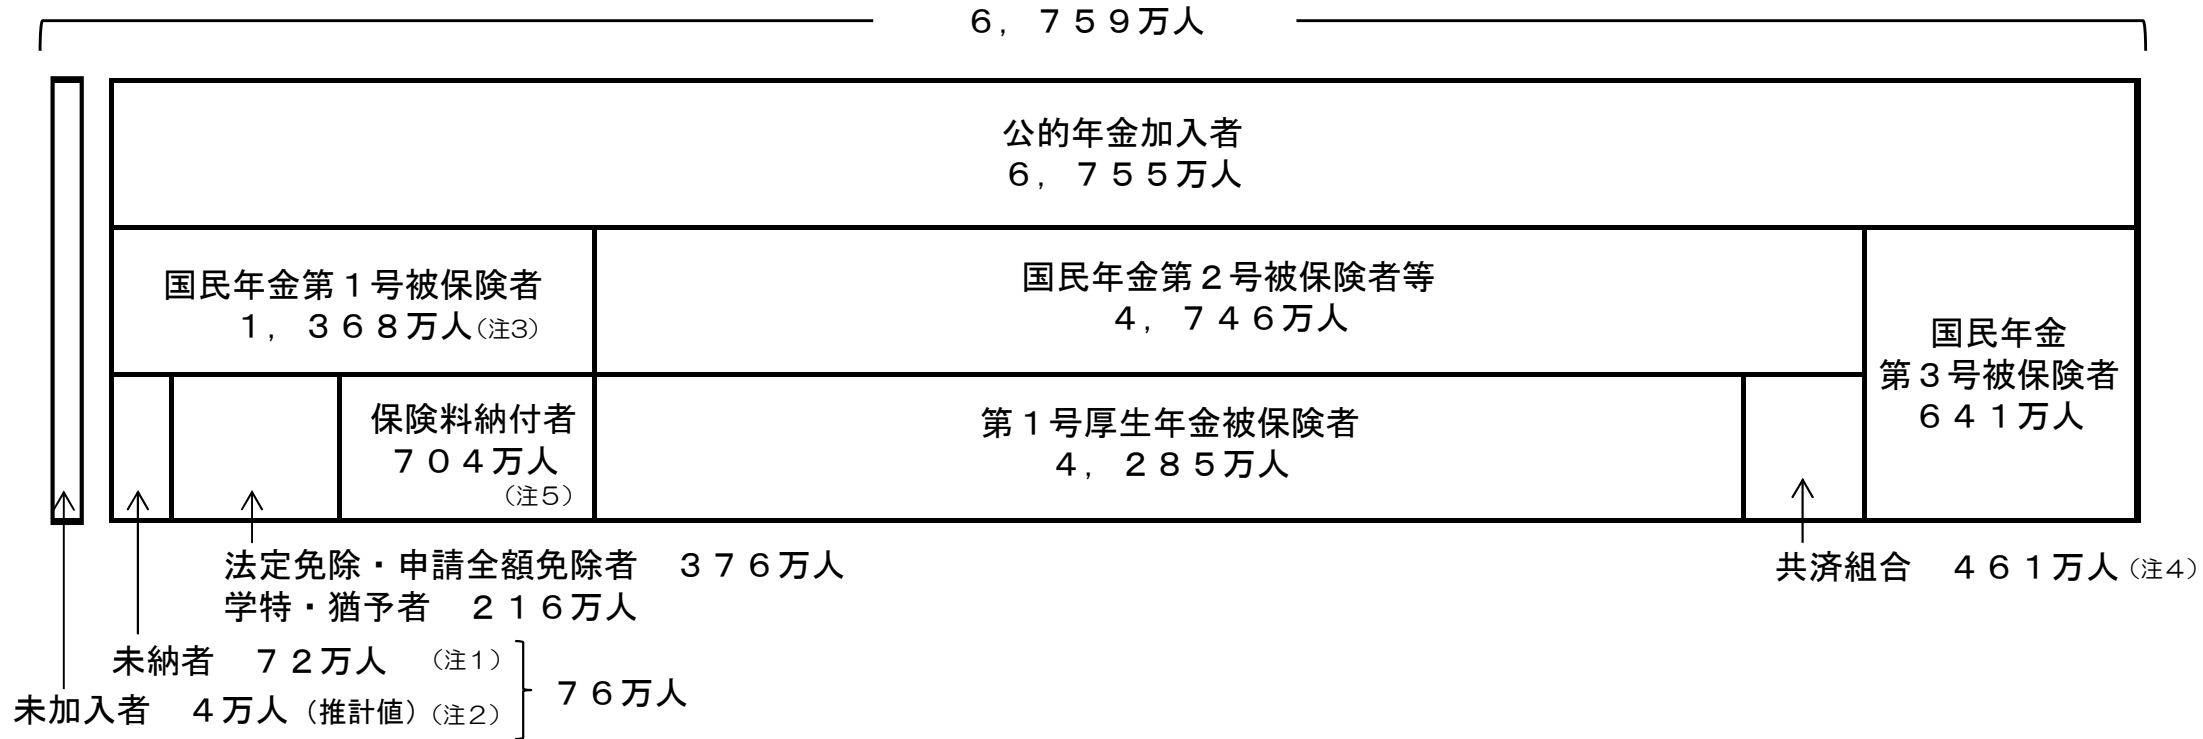 ６，７５９万人
公的年金加入者
６，７５５万人
国民年金第１号被保険者
１，３６８万人（注3）
国民年金第２号被保険者等
４，７４６万人
国民年金
第３号被保険者
６４１万人
保険料納付者
７０４万人
（注５）
第１号厚生年金被保険者
４，２８５万人
法定免除・申請全額免除者　３７６万人
学特・猶予者　２１６万人
共済組合　４６１万人（注４）
未納者　７２万人　（注１）
未加入者　４万人（推計値）（注２）
７６万人